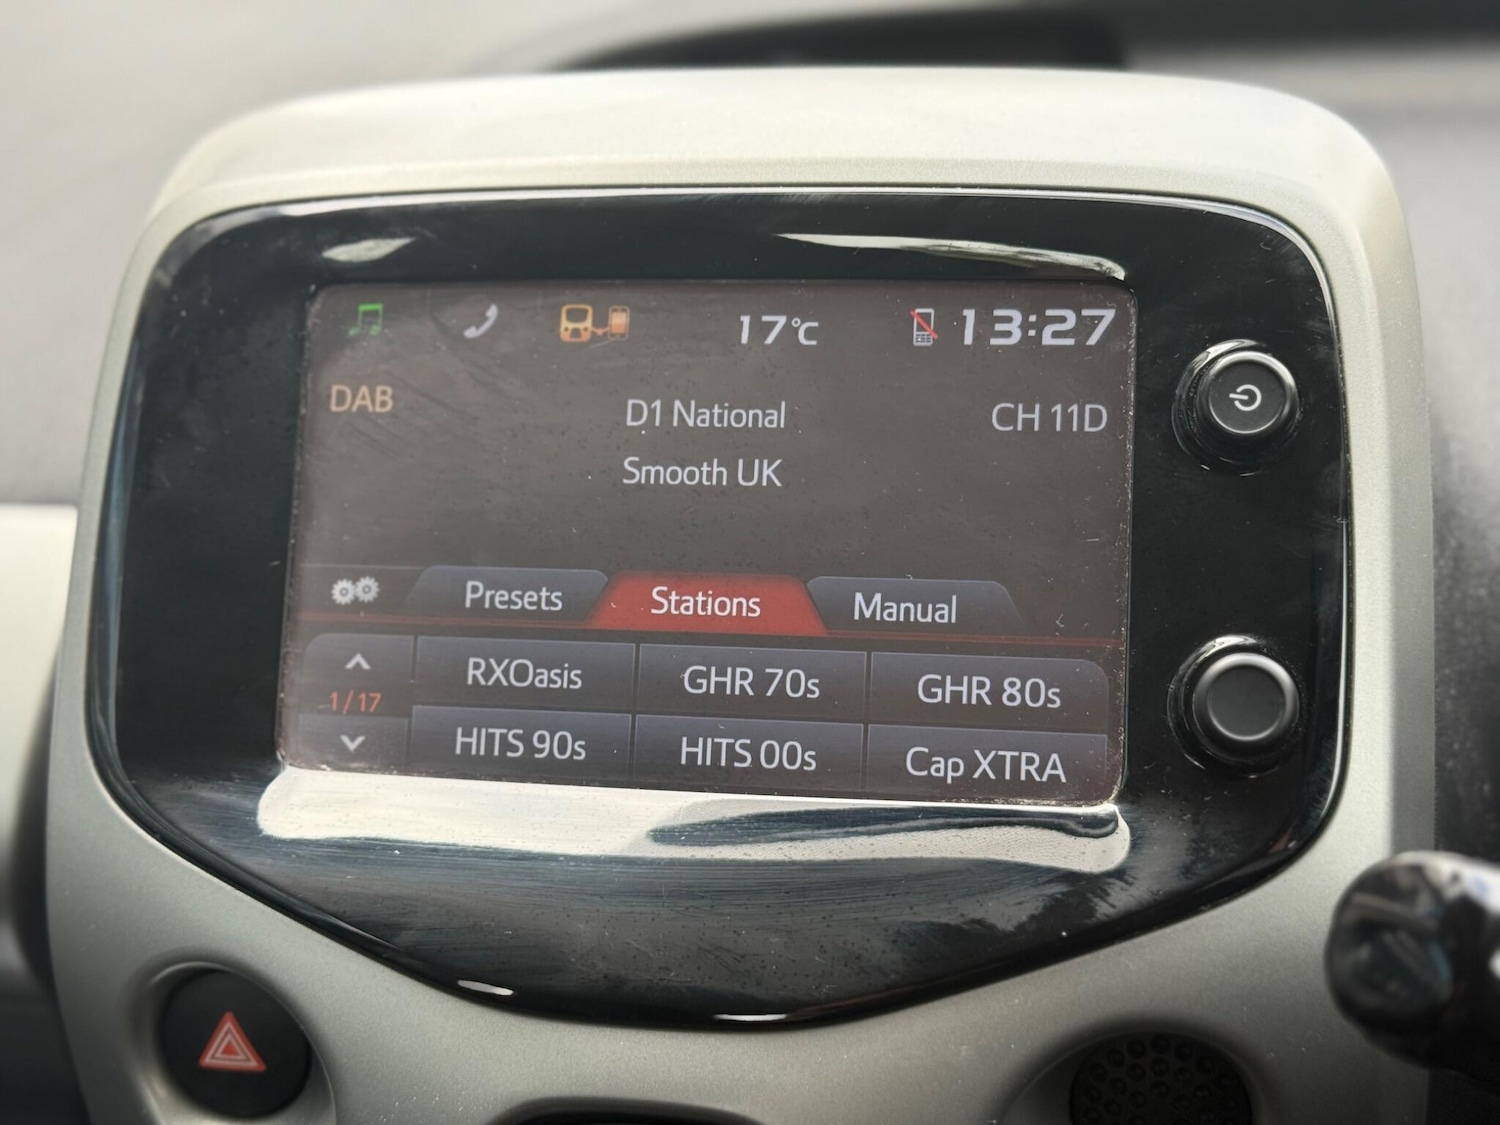 17℃ 13:27
DAB D1 National CH 11D
Smooth UK
Presets Stations Manual
RXOasis GHR 70s GHR 80s
1/17
HITS 90s HITS 00s Cap XTRA